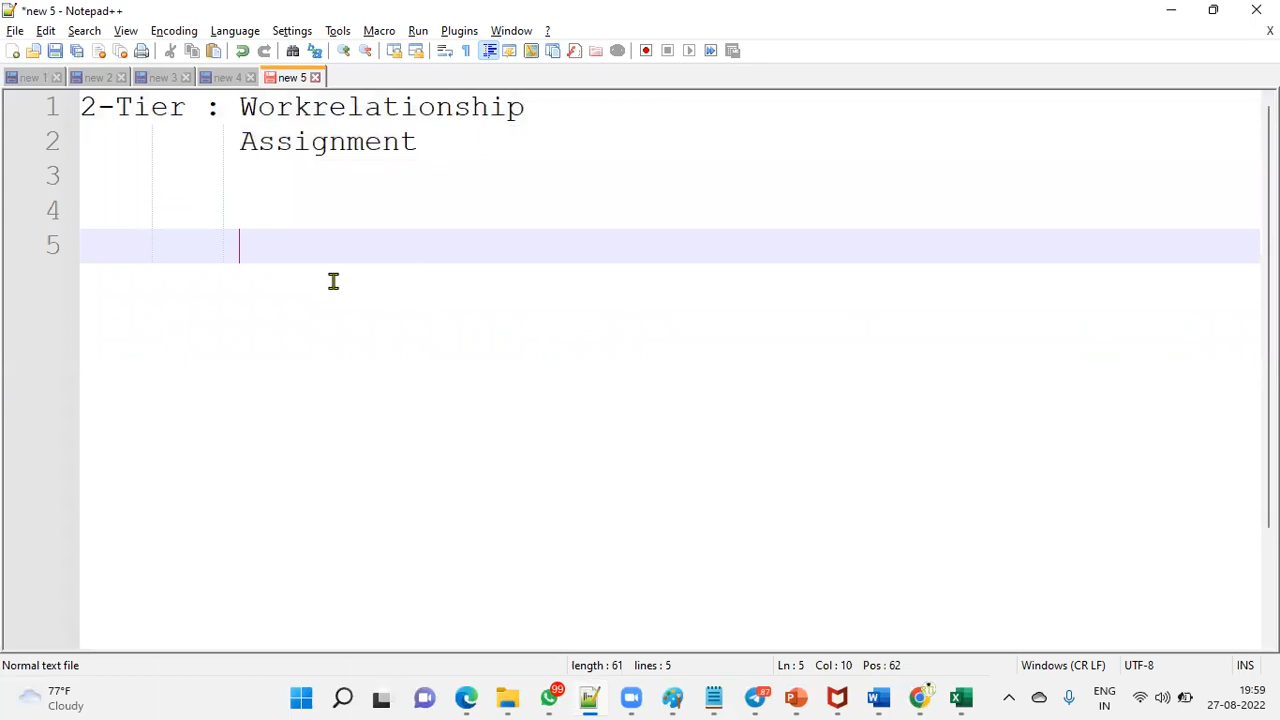 *new 5 - Notepad++
File Edit Search View Encoding Language Settings Tools Macro Run Plugins Window ? X
new 1 new 2 new 3 new 4 new 5
1 2-Tier : Workrelationship
2 Assignment
3
4
5
Normal text file length : 61 lines : 5 Ln : 5 Col : 10 Pos : 62 Windows (CR LF) UTF-8 INS
77°F
Cloudy
99
87
ENG
IN
19:59
27-08-2022